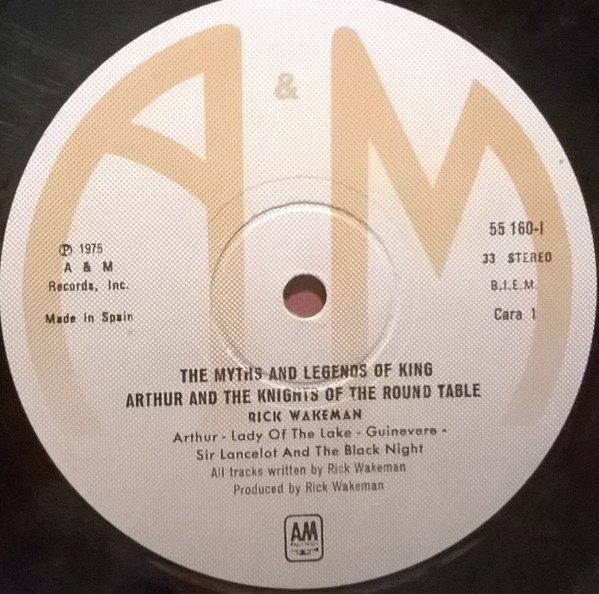 A & M
℗ 1975
A & M
Records, Inc.
Made in Spain
55 160-I
33 STEREO
B.I.E.M.
Cara 1
THE MYTHS AND LEGENDS OF KING
ARTHUR AND THE KNIGHTS OF THE ROUND TABLE
RICK WAKEMAN
Arthur - Lady Of The Lake - Guinevere -
Sir Lancelot And The Black Night
All tracks written by Rick Wakeman
Produced by Rick Wakeman
AM